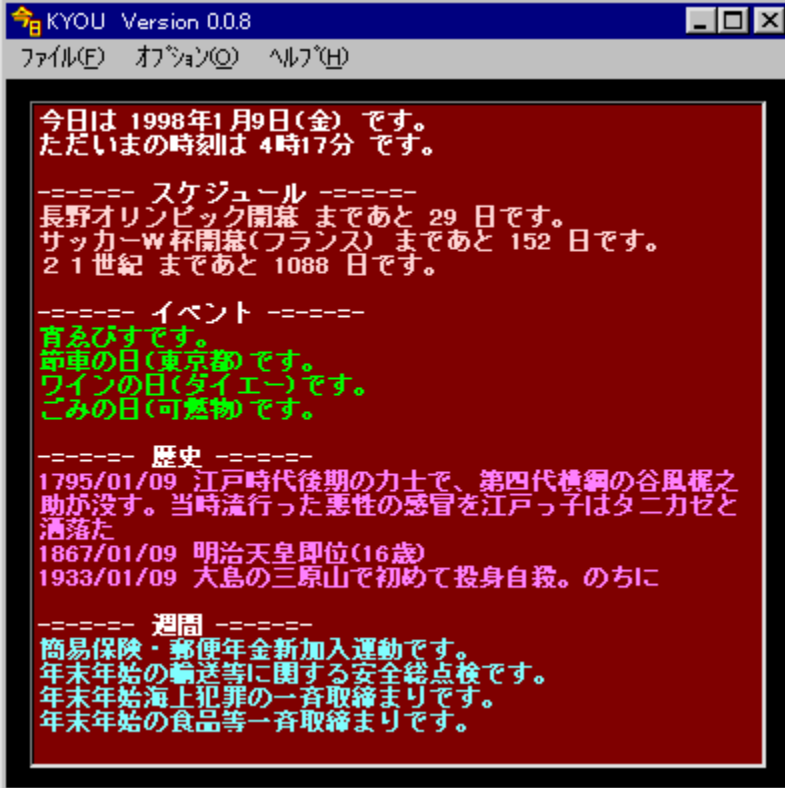 今日 KYOU Version 0.0.8
ファイル(F) オプション(O) ヘルプ(H)
今日は 1998年1月9日(金) です。
ただいまの時刻は 4時17分 です。
-=-=-=- スケジュール -=-=-=-
長野オリンピック開幕 まであと 29 日です。
サッカーW杯開幕(フランス) まであと 152 日です。
21世紀 まであと 1088 日です。
-=-=-=- イベント -=-=-=-
宵ゑびすです。
節車の日(東京都)です。
ワインの日(ダイエー)です。
ごみの日(可燃物)です。
-=-=-=- 歴史 -=-=-=-
1795/01/09 江戸時代後期の力士で、第四代横綱の谷風梶之
助が没す。当時流行った悪性の感冒を江戸っ子はタニカゼと
洒落た
1867/01/09 明治天皇即位(16歳)
1933/01/09 大島の三原山で初めて投身自殺。のちに
-=-=-=- 週間 -=-=-=-
簡易保険・郵便年金新加入運動です。
年末年始の輸送等に関する安全総点検です。
年末年始海上犯罪の一斉取締まりです。
年末年始の食品等一斉取締まりです。